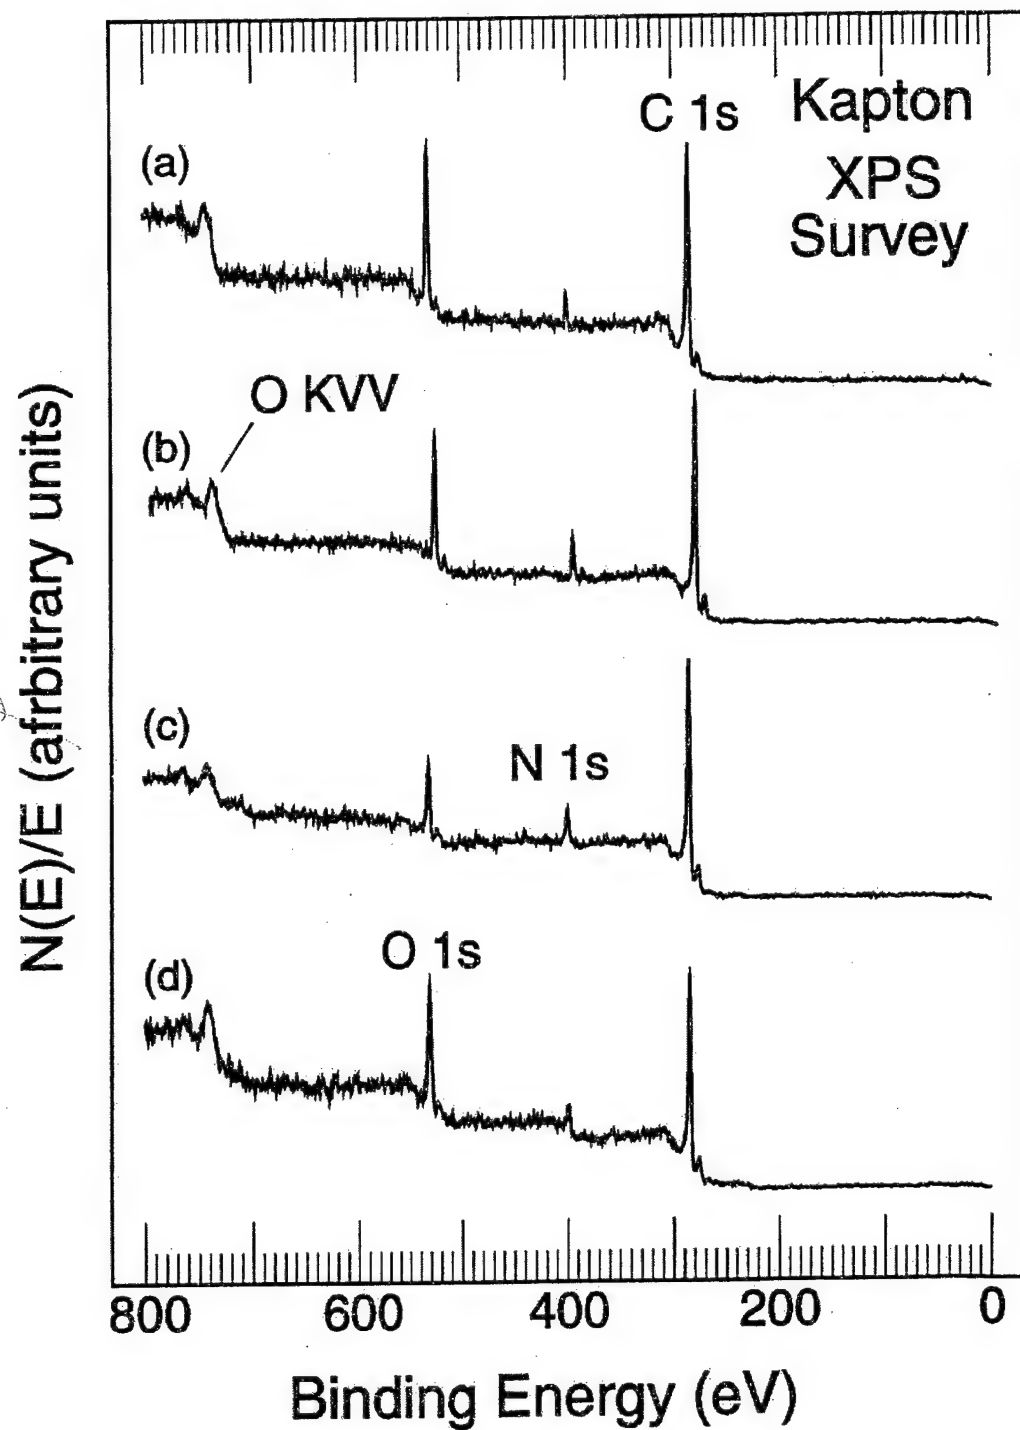 C 1s
Kapton
XPS
Survey
(a)
O KVV
(b)
(c)
N 1s
O 1s
(d)
N(E)/E (afrbitrary units)
800 600 400 200 0
Binding Energy (eV)